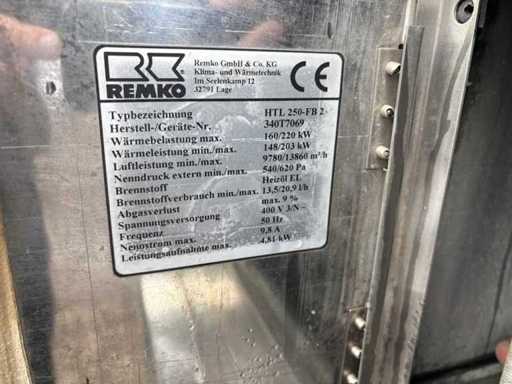 RK
REMKO
Remko GmbH & Co. KG
Klima- und Wärmetechnik
Im Seelenkamp 12
32791 Lage
CE
Typbezeichnung HTL 250-FB 2
Herstell-/Geräte-Nr. 340T7069
Wärmebelastung max. 160/220 kW
Wärmeleistung min./max. 148/203 kW
Luftleistung min./max. 9780/13860 m³/h
Nenndruck extern min./max. 540/620 Pa
Brennstoff Heizöl EL
Brennstoffverbrauch min./max. 13,5/20,9 l/h
Abgasverlust max. 9 %
Spannungsversorgung 400 V 3/N~
Frequenz 50 Hz
Nennstrom max. 9,8 A
Leistungsaufnahme max. 4,81 kW